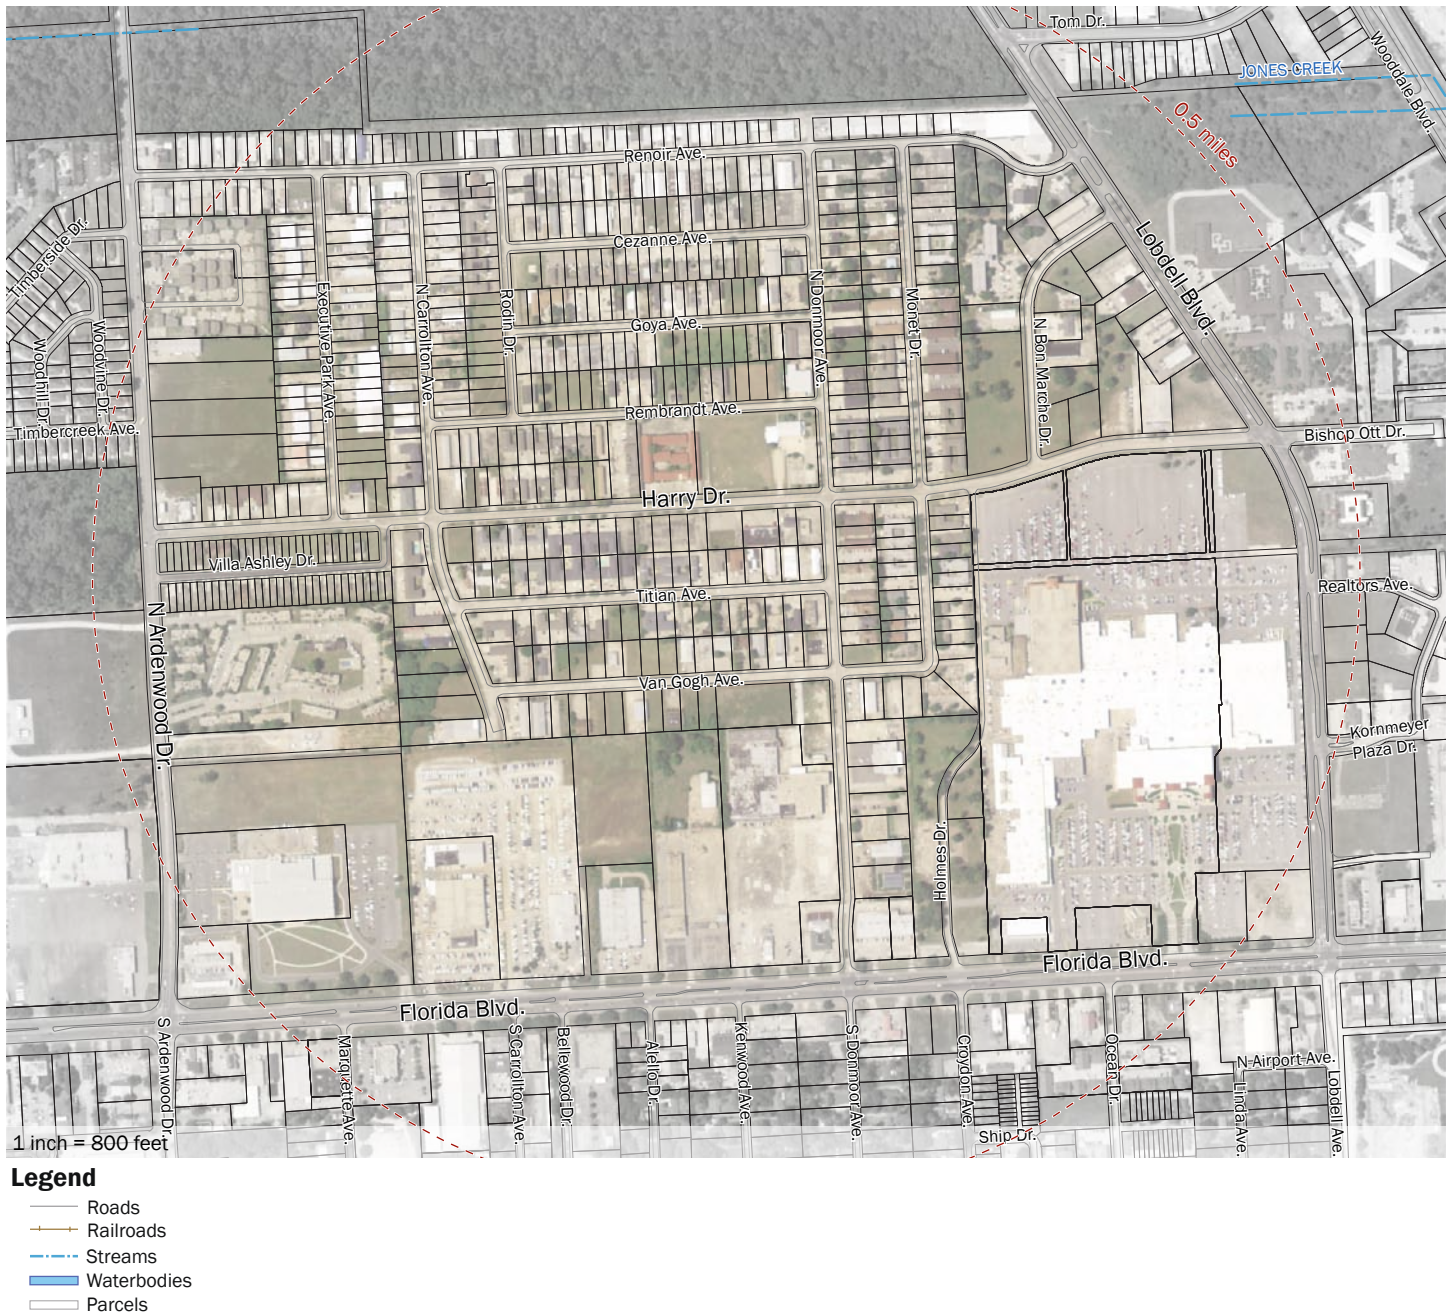 Tom Dr.
Wooddale Blvd.
JONES CREEK
0.5 miles
Renoir Ave.
Timberside Dr.
Cezanne Ave.
Lobdell Blvd.
Executive Park Ave.
N Carrollton Ave.
Rodin Dr.
N Donmoor Ave.
Monet Dr.
Goya Ave.
N Bon Marche Dr.
Woodhill Dr.
Woodvine Dr.
Rembrandt Ave.
Timbercreek Ave.
Bishop Ott Dr.
Harry Dr.
Villa Ashley Dr.
Titian Ave.
Realtors Ave.
N Ardenwood Dr.
Van Gogh Ave.
Kornmeyer
Plaza Dr.
Holmes Dr.
Florida Blvd.
Florida Blvd.
S Ardenwood Dr.
Marquette Ave.
S Carrollton Ave.
Bellewood Dr.
Aiello Dr.
Kenwood Ave.
S Donmoor Ave.
Croydon Ave.
Ocean Dr.
N Airport Ave.
Linda Ave.
Lobdell Ave.
Ship Dr.
1 inch = 800 feet
Legend
Roads
Railroads
Streams
Waterbodies
Parcels